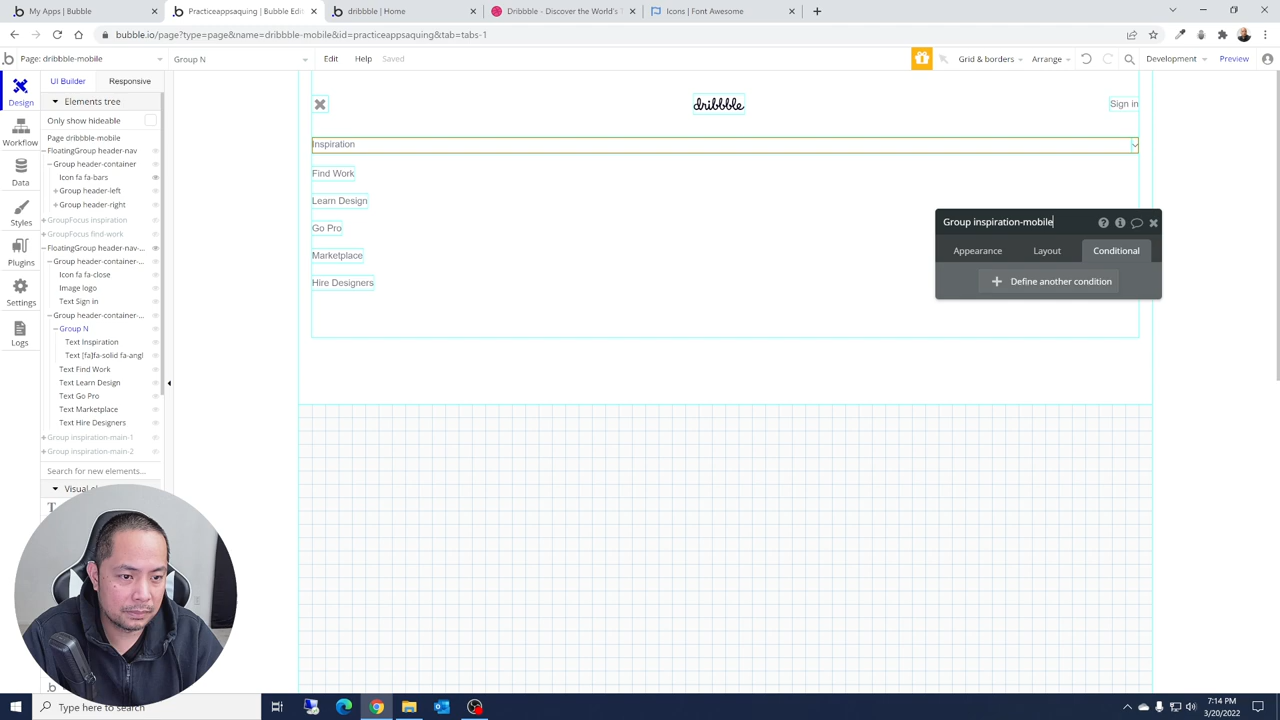 My Apps | Bubble
Practiceappsaquing | Bubble Edit
dribbble | Home
Dribbble - Discover the World's T
Icons | Font Awesome
bubble.io/page?type=page&name=dribbble-mobile&id=practiceappsaquing&tab=tabs-1
Page: dribbble-mobile
Group N
Edit
Help
Saved
Grid & borders
Arrange
Development
Preview
Design
Workflow
Data
Styles
Plugins
Settings
Logs
UI Builder
Responsive
Elements tree
Only show hideable
Page dribbble-mobile
FloatingGroup header-nav
Group header-container
Icon fa fa-bars
Group header-left
Group header-right
GroupFocus inspiration
GroupFocus find-work
FloatingGroup header-nav-...
Group header-container-...
Icon fa fa-close
Image logo
Text Sign in
Group header-container-...
Group N
Text Inspiration
Text [fa]fa-solid fa-angl
Text Find Work
Text Learn Design
Text Go Pro
Text Marketplace
Text Hire Designers
Group inspiration-main-1
Group inspiration-main-2
Search for new elements...
dribbble
Sign in
Inspiration
Find Work
Learn Design
Go Pro
Marketplace
Hire Designers
Group inspiration-mobile
Appearance
Layout
Conditional
Define another condition
Type here to search
7:14 PM
3/20/2022